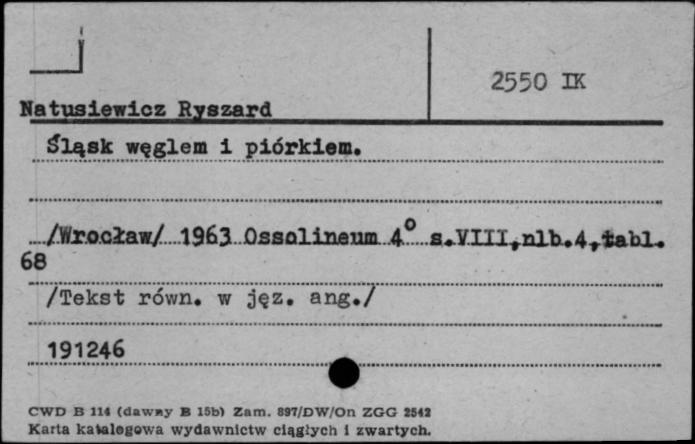 2550 IK
Natusiewicz Ryszard
Śląsk węglem i piórkiem.
/Wrocław/ 1963 Ossolineum 4° s.VIII,nlb.4,tabl.
68
/Tekst równ. w jęz. ang./
191246
CWD B 114 (dawny B 15b) Zam. 897/DW/On ZGG 2542
Karta katalogowa wydawnictw ciągłych i zwartych.